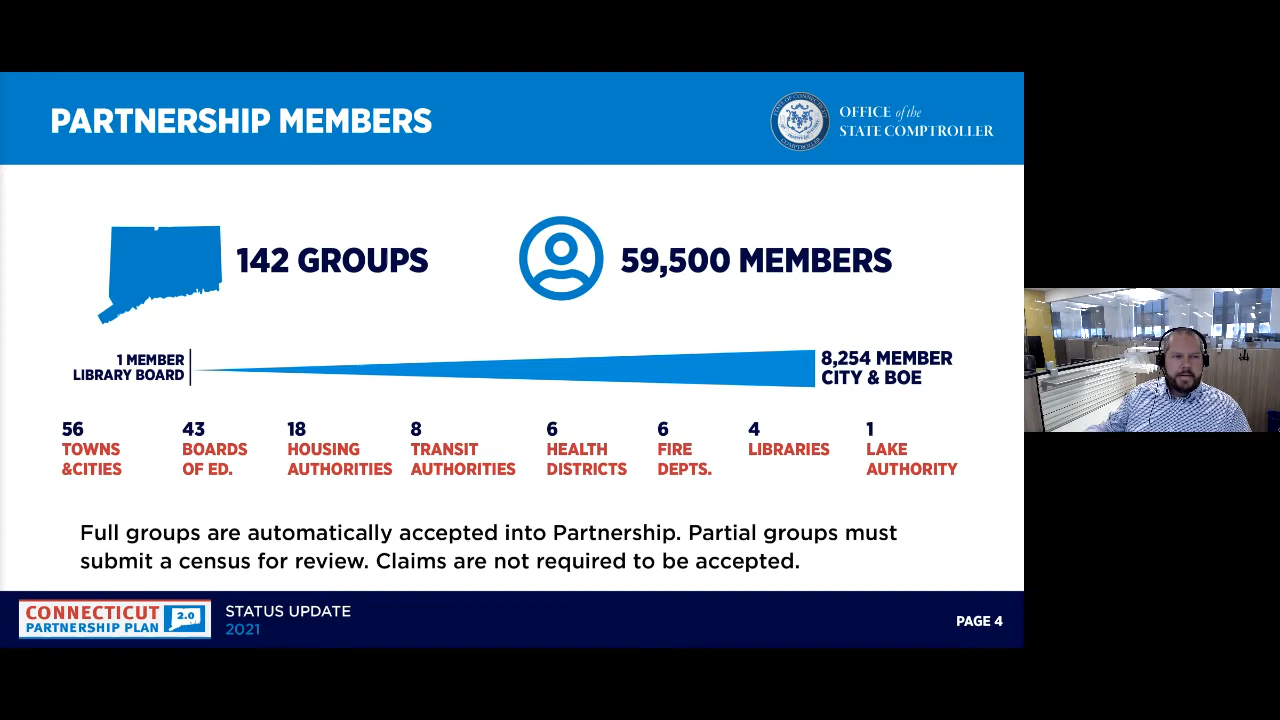 PARTNERSHIP MEMBERS
OFFICE of the
STATE COMPTROLLER
142 GROUPS
59,500 MEMBERS
1 MEMBER
LIBRARY BOARD
8,254 MEMBER
CITY & BOE
56
TOWNS
&CITIES
43
BOARDS
OF ED.
18
HOUSING
AUTHORITIES
8
TRANSIT
AUTHORITIES
6
HEALTH
DISTRICTS
6
FIRE
DEPTS.
4
LIBRARIES
1
LAKE
AUTHORITY
Full groups are automatically accepted into Partnership. Partial groups must
submit a census for review. Claims are not required to be accepted.
CONNECTICUT
PARTNERSHIP PLAN
2.0
STATUS UPDATE
2021
PAGE 4